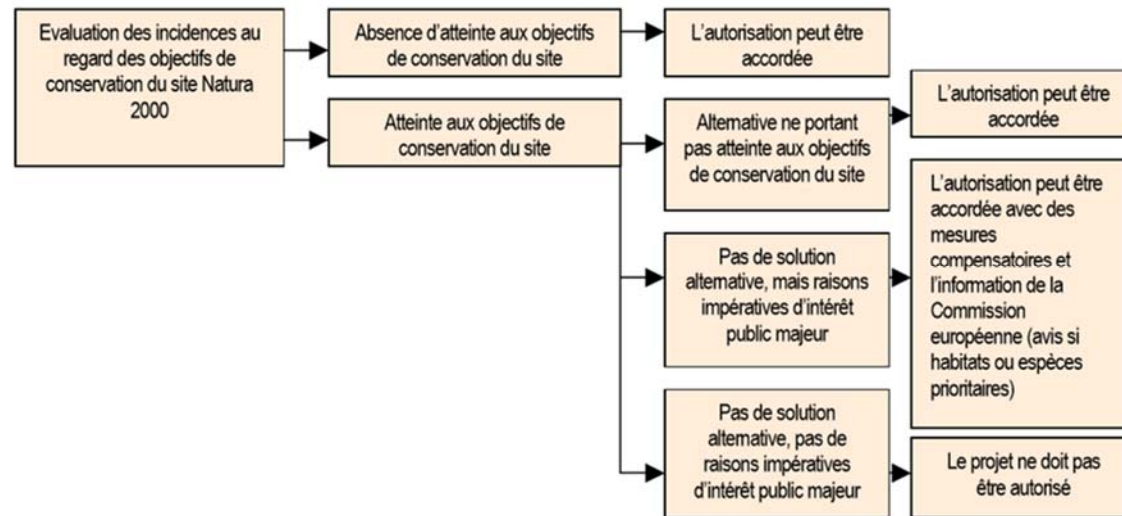 Evaluation des incidences au
regard des objectifs de
conservation du site Natura
2000
Absence d'atteinte aux objectifs
de conservation du site
L'autorisation peut être
accordée
Atteinte aux objectifs de
conservation du site
Alternative ne portant
pas atteinte aux objectifs
de conservation du site
L'autorisation peut être
accordée
Pas de solution
alternative, mais raisons
impératives d'intérêt
public majeur
L'autorisation peut être
accordée avec des
mesures
compensatoires et
l'information de la
Commission
européenne (avis si
habitats ou espèces
prioritaires)
Pas de solution
alternative, pas de
raisons impératives
d'intérêt public majeur
Le projet ne doit pas
être autorisé